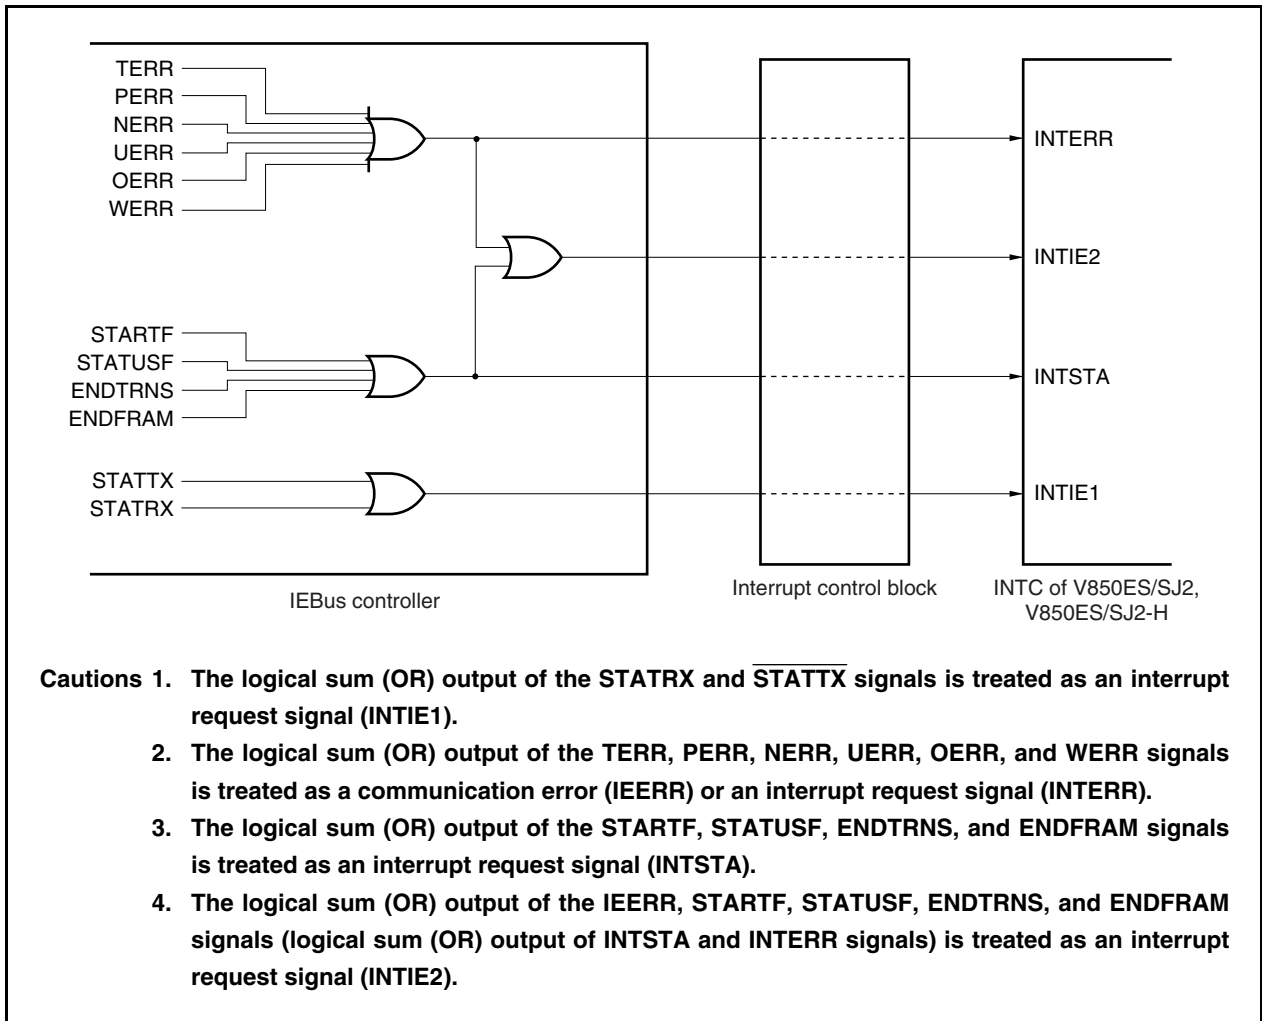 TERR
PERR
NERR
UERR
OERR
WERR
INTERR
INTIE2
STARTF
STATUSF
ENDTRNS
ENDFRAM
INTSTA
STATTX
STATRX
INTIE1
IEBus controller
Interrupt control block
INTC of V850ES/SJ2,
V850ES/SJ2-H
Cautions 1. The logical sum (OR) output of the STATRX and S̅T̅A̅T̅T̅X̅ signals is treated as an interrupt
request signal (INTIE1).
2. The logical sum (OR) output of the TERR, PERR, NERR, UERR, OERR, and WERR signals
is treated as a communication error (IEERR) or an interrupt request signal (INTERR).
3. The logical sum (OR) output of the STARTF, STATUSF, ENDTRNS, and ENDFRAM signals
is treated as an interrupt request signal (INTSTA).
4. The logical sum (OR) output of the IEERR, STARTF, STATUSF, ENDTRNS, and ENDFRAM
signals (logical sum (OR) output of INTSTA and INTERR signals) is treated as an interrupt
request signal (INTIE2).